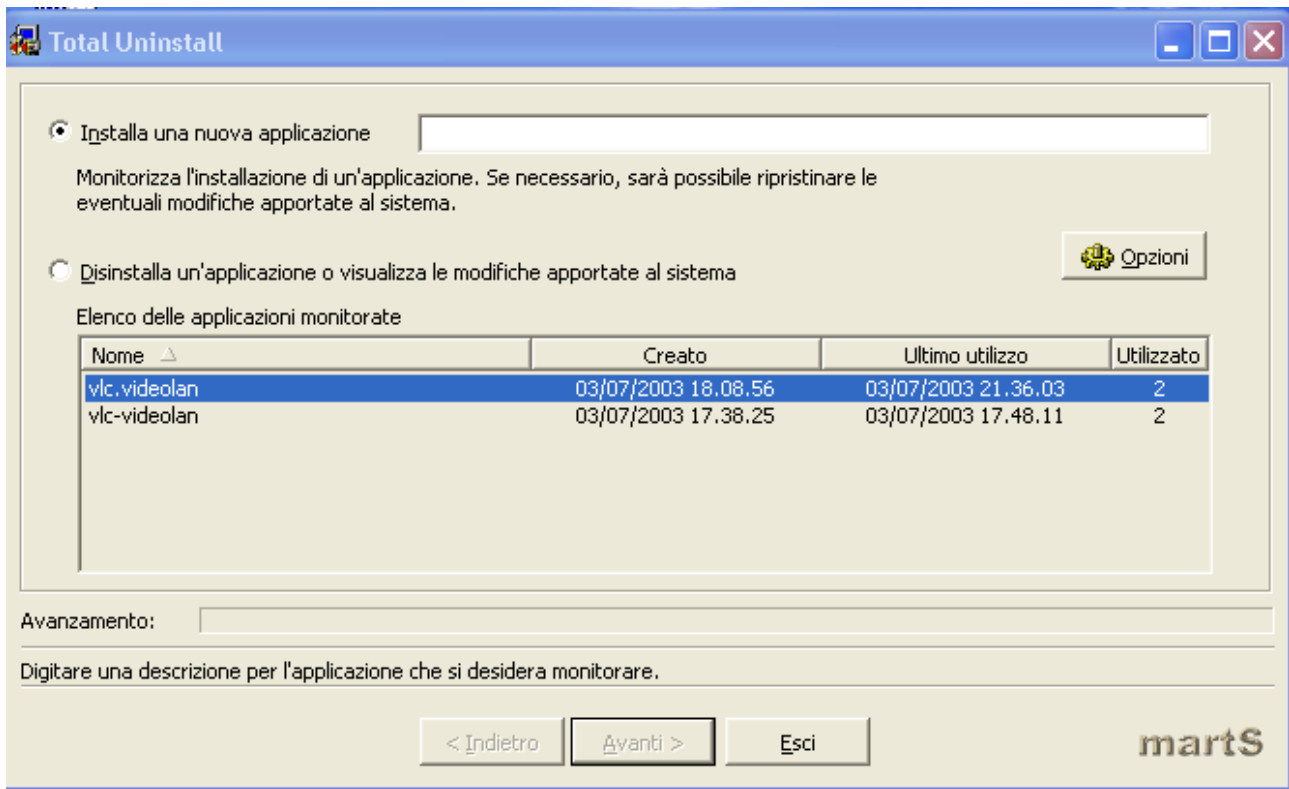 Total Uninstall
Installa una nuova applicazione
Monitorizza l'installazione di un'applicazione. Se necessario, sarà possibile ripristinare le
eventuali modifiche apportate al sistema.
Opzioni
Disinstalla un'applicazione o visualizza le modifiche apportate al sistema
Elenco delle applicazioni monitorate
Nome Creato Ultimo utilizzo Utilizzato
vlc.videolan 03/07/2003 18.08.56 03/07/2003 21.36.03 2
vlc-videolan 03/07/2003 17.38.25 03/07/2003 17.48.11 2
Avanzamento:
Digitare una descrizione per l'applicazione che si desidera monitorare.
< Indietro Avanti > Esci martS